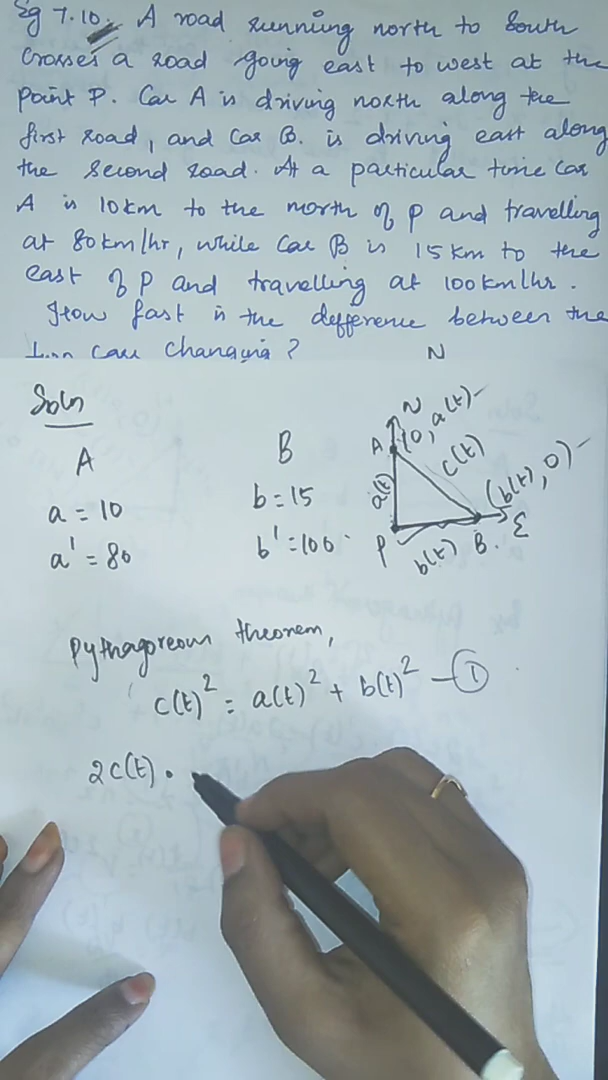 Eg 7.10. A road running north to South
Crosses a road going east to west at the
point P. Car A is driving north along the
first road, and Car B. is driving east along
the second road. At a particular time Car
A is 10km to the north of P and travelling
at 80km/hr, while Car B is 15km to the
east of P and travelling at 100km/hr.
How fast is the difference between the
Cars Changing?
N
Soln
A
a = 10
a' = 80
B
b = 15
b' = 100
N
A (0, a(t))
c(t)
a(t)
(b(t), 0)
P
b(t)
B.
E
Pythagorean theorem,
c(t)² = a(t)² + b(t)² — ①
2c(t) ·